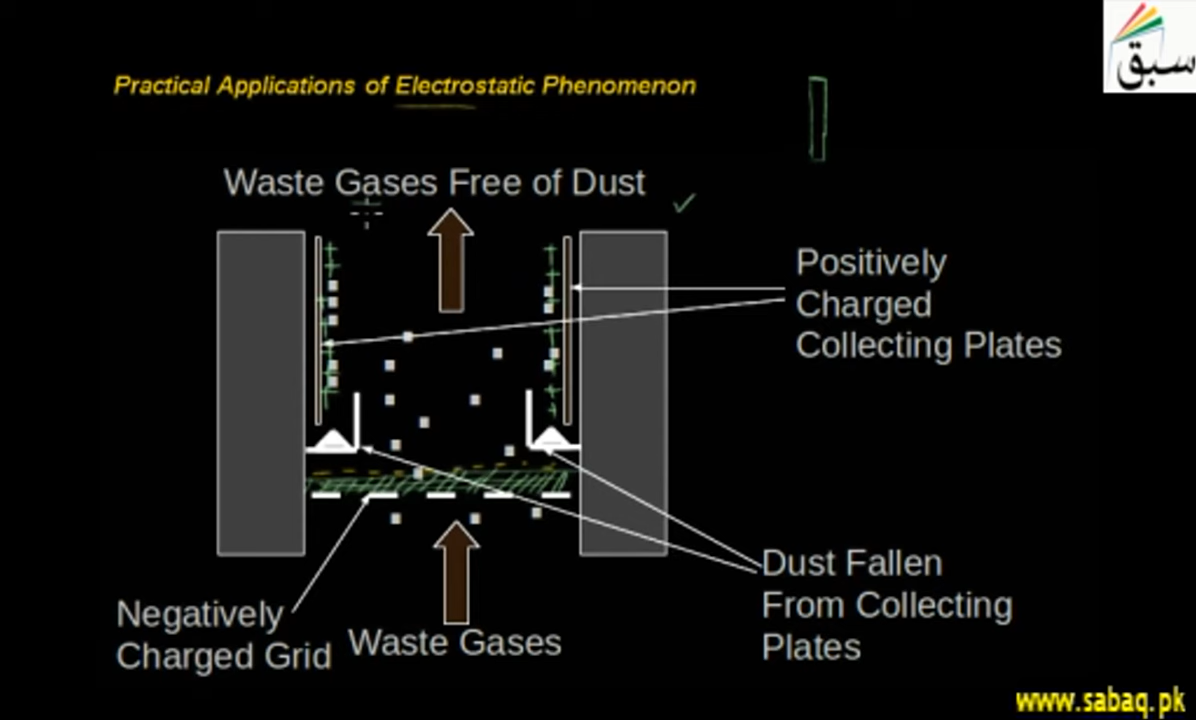 سبق
Practical Applications of Electrostatic Phenomenon
Waste Gases Free of Dust
Positively
Charged
Collecting Plates
Dust Fallen
From Collecting
Plates
Negatively
Charged Grid
Waste Gases
www.sabaq.pk